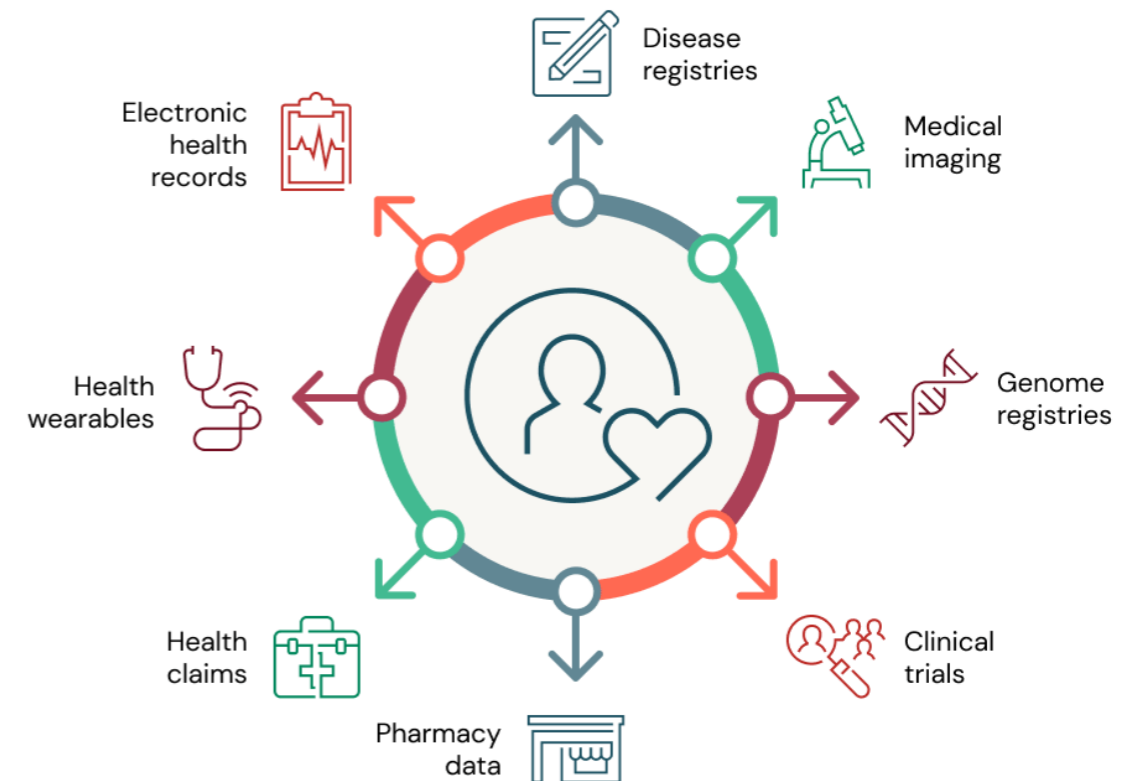 Disease
registries
Electronic
health
records
Medical
imaging
Health
wearables
Genome
registries
Health
claims
Clinical
trials
Pharmacy
data